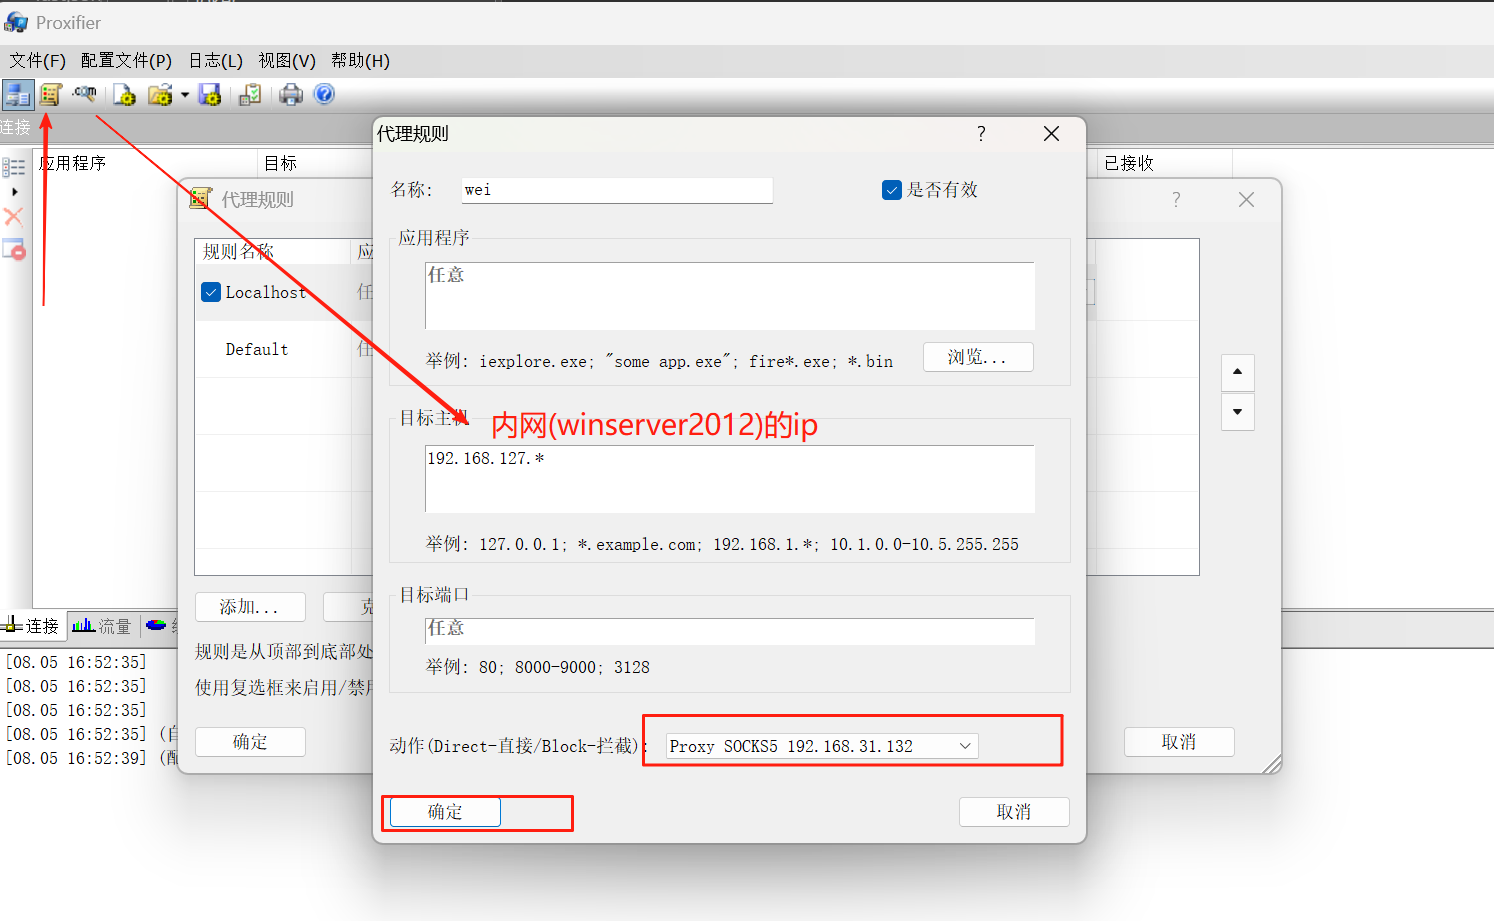 Proxifier
文件(F) 配置文件(P) 日志(L) 视图(V) 帮助(H)
连接
应用程序 目标 已接收
代理规则
规则名称 应
Localhost 任
Default 任
添加...
规则是从顶部到底部处
使用复选框来启用/禁用
确定 取消
代理规则
名称: wei 是否有效
应用程序
任意
举例: iexplore.exe; "some app.exe"; fire*.exe; *.bin 浏览...
目标主机
内网(winserver2012)的ip
192.168.127.*
举例: 127.0.0.1; *.example.com; 192.168.1.*; 10.1.0.0-10.5.255.255
目标端口
任意
举例: 80; 8000-9000; 3128
动作(Direct-直接/Block-拦截): Proxy SOCKS5 192.168.31.132
确定 取消
连接 流量
[08.05 16:52:35]
[08.05 16:52:35]
[08.05 16:52:35]
[08.05 16:52:35] (自
[08.05 16:52:39] (配